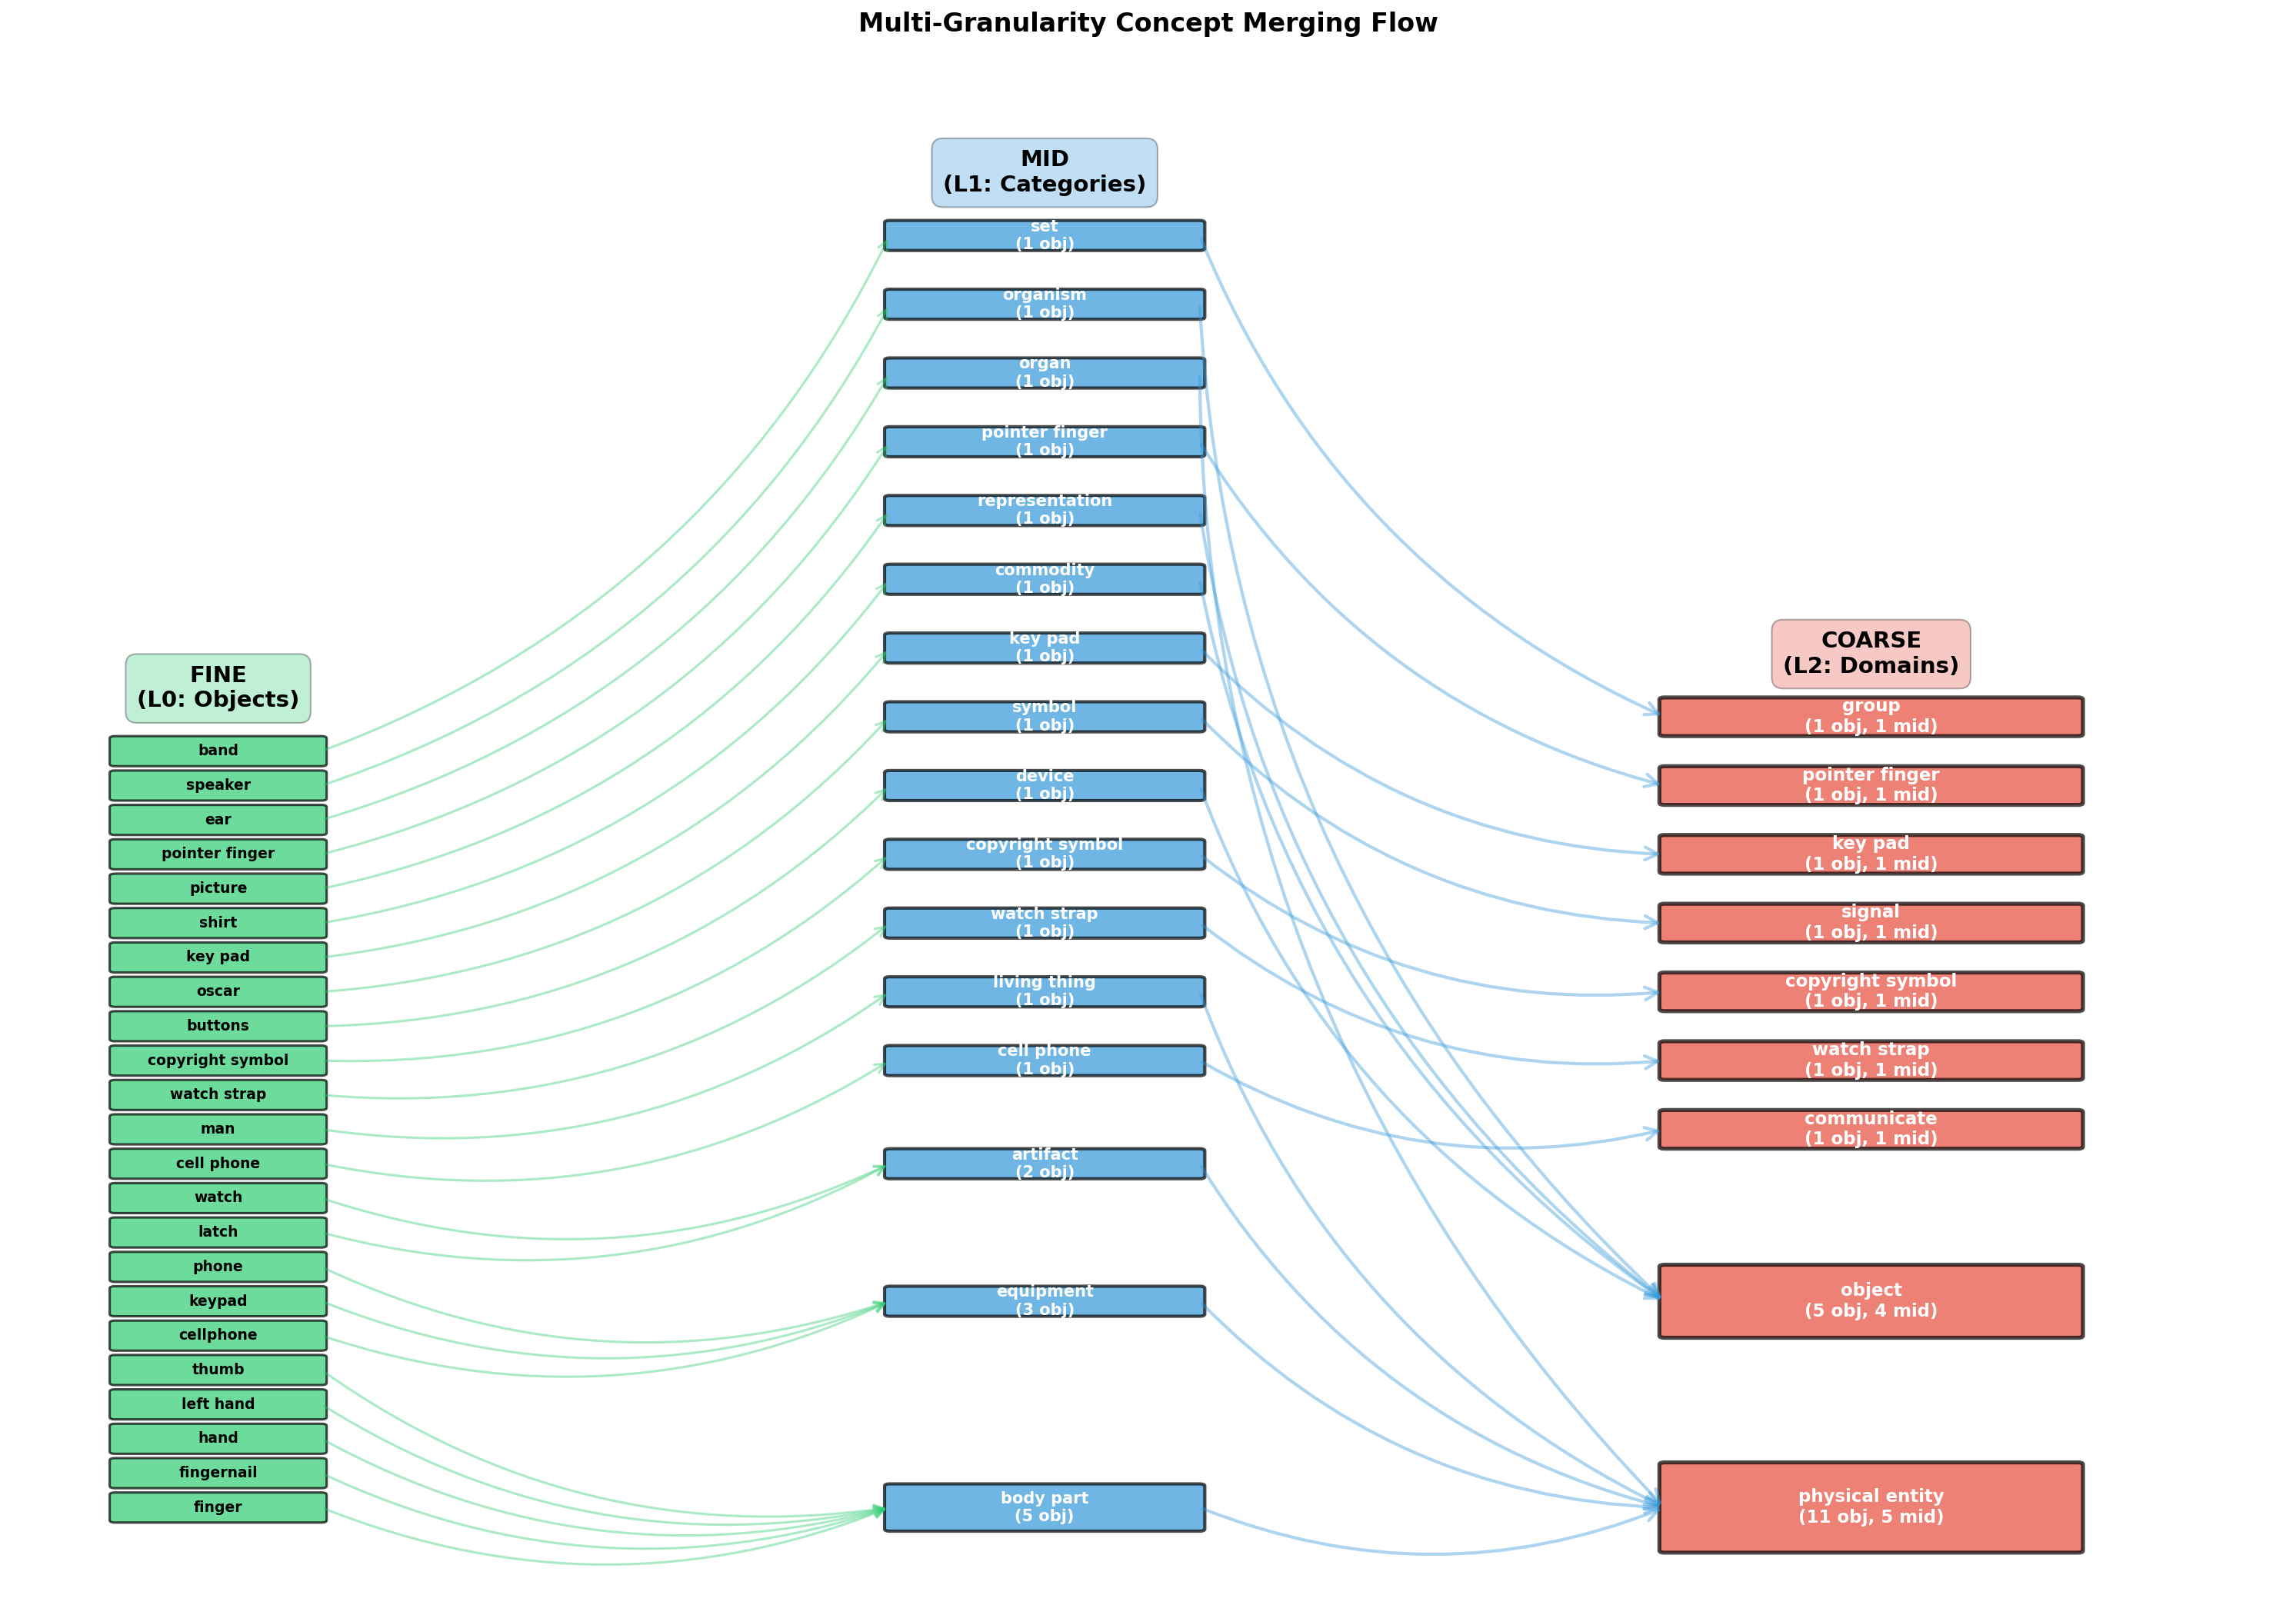 Multi-Granularity Concept Merging Flow
FINE
(L0: Objects)
band
speaker
ear
pointer finger
picture
shirt
key pad
oscar
buttons
copyright symbol
watch strap
man
cell phone
watch
latch
phone
keypad
cellphone
thumb
left hand
hand
fingernail
finger
MID
(L1: Categories)
set
(1 obj)
organism
(1 obj)
organ
(1 obj)
pointer finger
(1 obj)
representation
(1 obj)
commodity
(1 obj)
key pad
(1 obj)
symbol
(1 obj)
device
(1 obj)
copyright symbol
(1 obj)
watch strap
(1 obj)
living thing
(1 obj)
cell phone
(1 obj)
artifact
(2 obj)
equipment
(3 obj)
body part
(5 obj)
COARSE
(L2: Domains)
group
(1 obj, 1 mid)
pointer finger
(1 obj, 1 mid)
key pad
(1 obj, 1 mid)
signal
(1 obj, 1 mid)
copyright symbol
(1 obj, 1 mid)
watch strap
(1 obj, 1 mid)
communicate
(1 obj, 1 mid)
object
(5 obj, 4 mid)
physical entity
(11 obj, 5 mid)